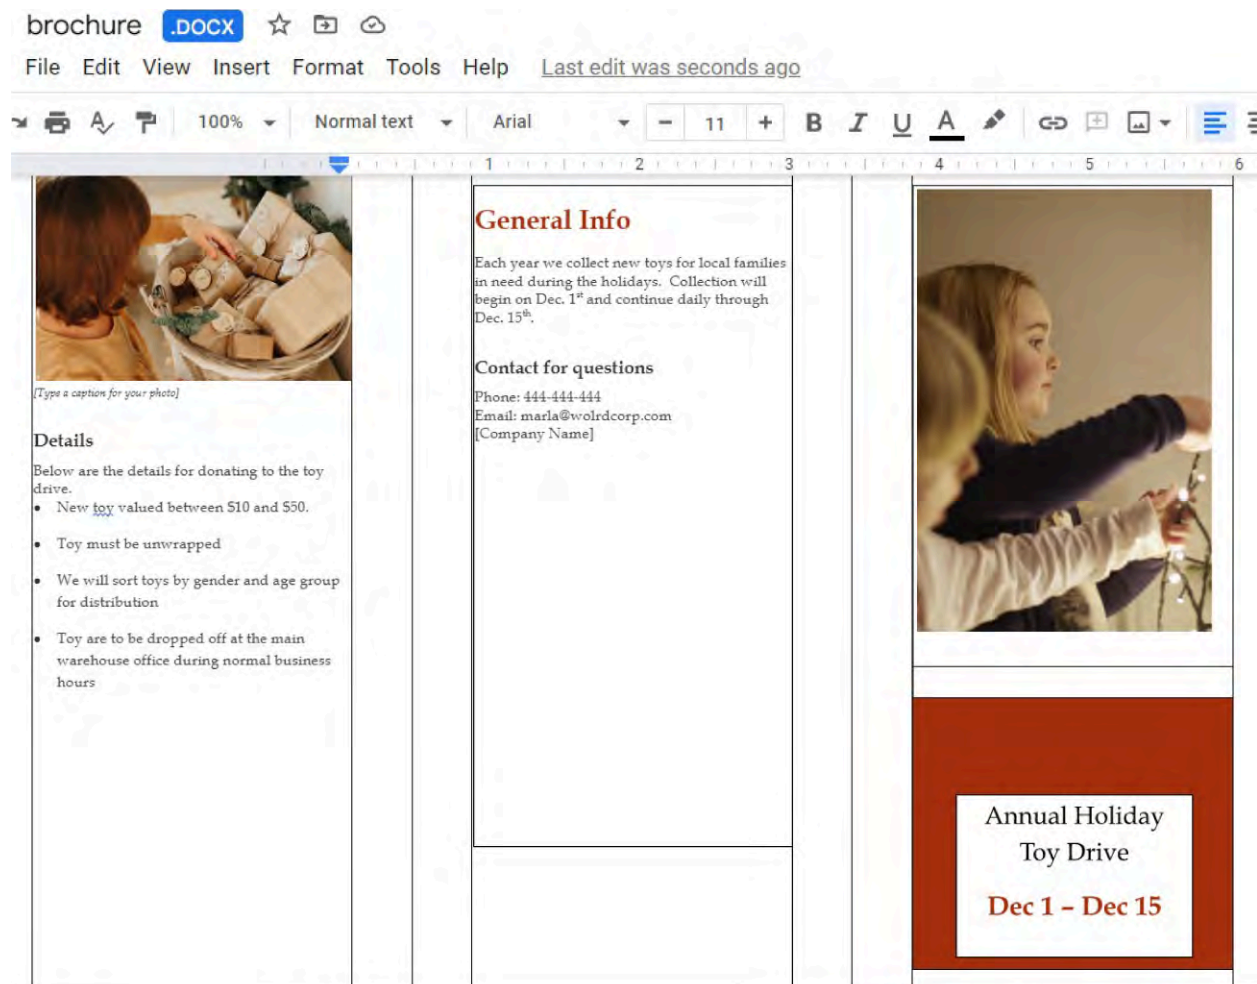 brochure .DOCX
File Edit View Insert Format Tools Help Last edit was seconds ago
100% Normal text Arial 11 B I U A
1 2 3 4 5 6
[Type a caption for your photo]
Details
Below are the details for donating to the toy
drive.
• New toy valued between $10 and $50.
• Toy must be unwrapped
• We will sort toys by gender and age group
for distribution
• Toy are to be dropped off at the main
warehouse office during normal business
hours
General Info
Each year we collect new toys for local families
in need during the holidays.  Collection will
begin on Dec. 1st and continue daily through
Dec. 15th.
Contact for questions
Phone: 444-444-444
Email: marla@wolrdcorp.com
[Company Name]
Annual Holiday
Toy Drive
Dec 1 – Dec 15